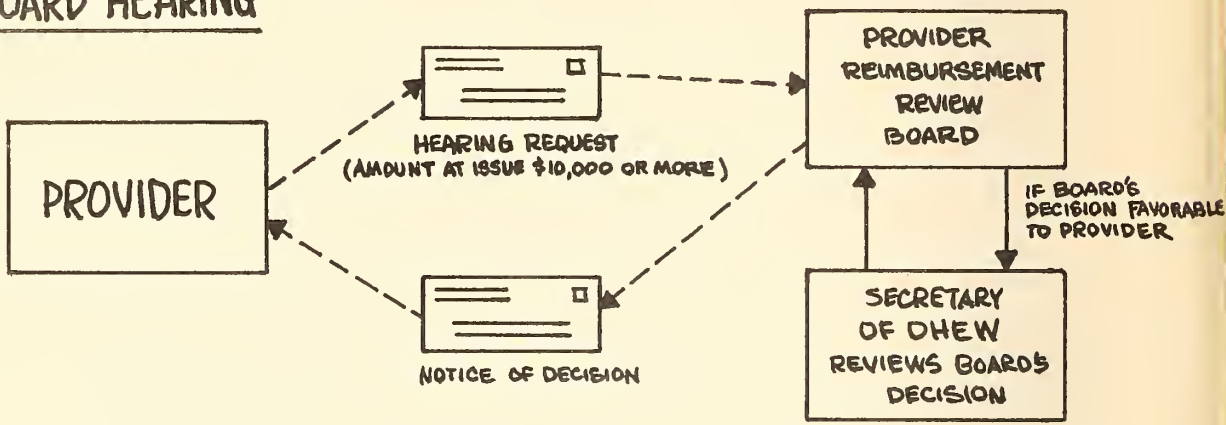 HEARING
PROVIDER
HEARING REQUEST
(AMOUNT AT ISSUE $10,000 OR MORE)
PROVIDER
REIMBURSEMENT
REVIEW
BOARD
IF BOARD'S
DECISION FAVORABLE
TO PROVIDER
NOTICE OF DECISION
SECRETARY
OF DHEW
REVIEWS BOARD'S
DECISION